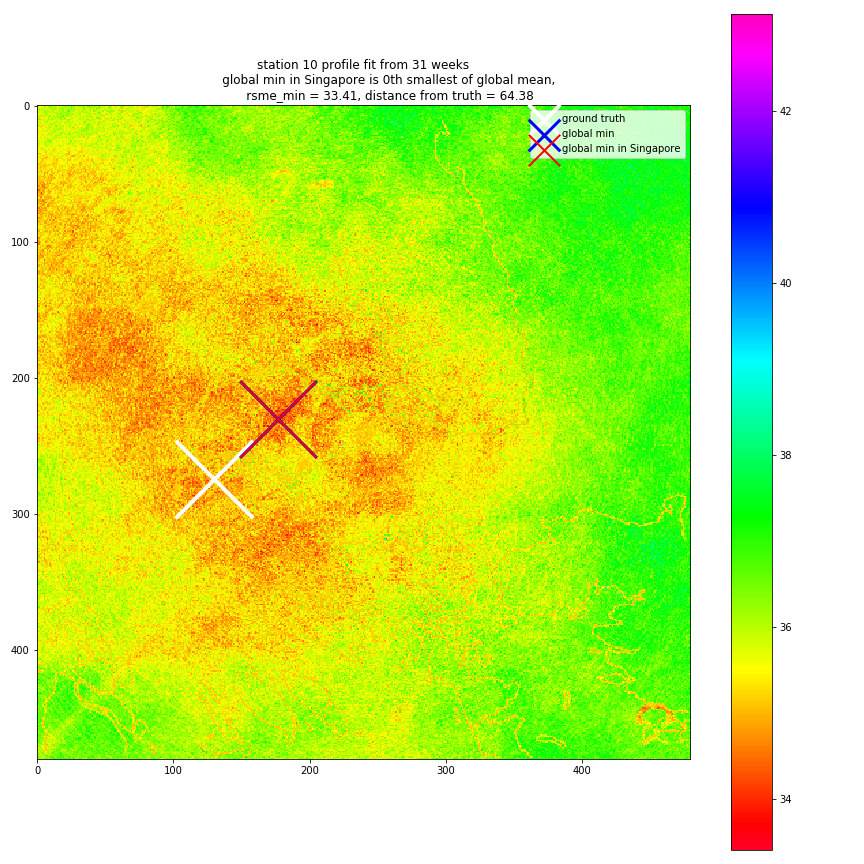 station 10 profile fit from 31 weeks
global min in Singapore is 0th smallest of global mean,
rsme_min = 33.41, distance from truth = 64.38
ground truth
global min
global min in Singapore
0
100
200
300
400
0
100
200
300
400
42
40
38
36
34